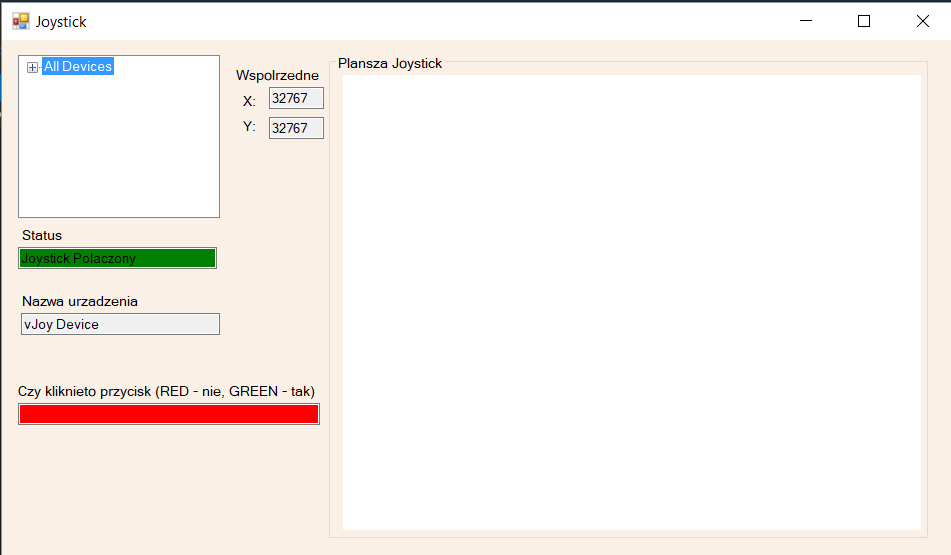 Joystick
All Devices
Wspolrzedne
X: 32767
Y: 32767
Plansza Joystick
Status
Joystick Polaczony
Nazwa urzadzenia
vJoy Device
Czy kliknieto przycisk (RED - nie, GREEN - tak)